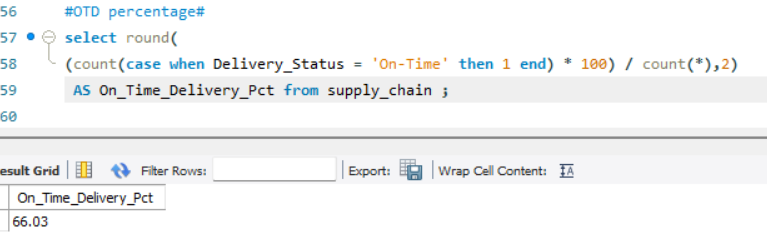 56 #OTD percentage#
57 select round(
58 (count(case when Delivery_Status = 'On-Time' then 1 end) * 100) / count(*),2)
59 AS On_Time_Delivery_Pct from supply_chain ;
60
esult Grid Filter Rows: Export: Wrap Cell Content: IA
On_Time_Delivery_Pct
66.03